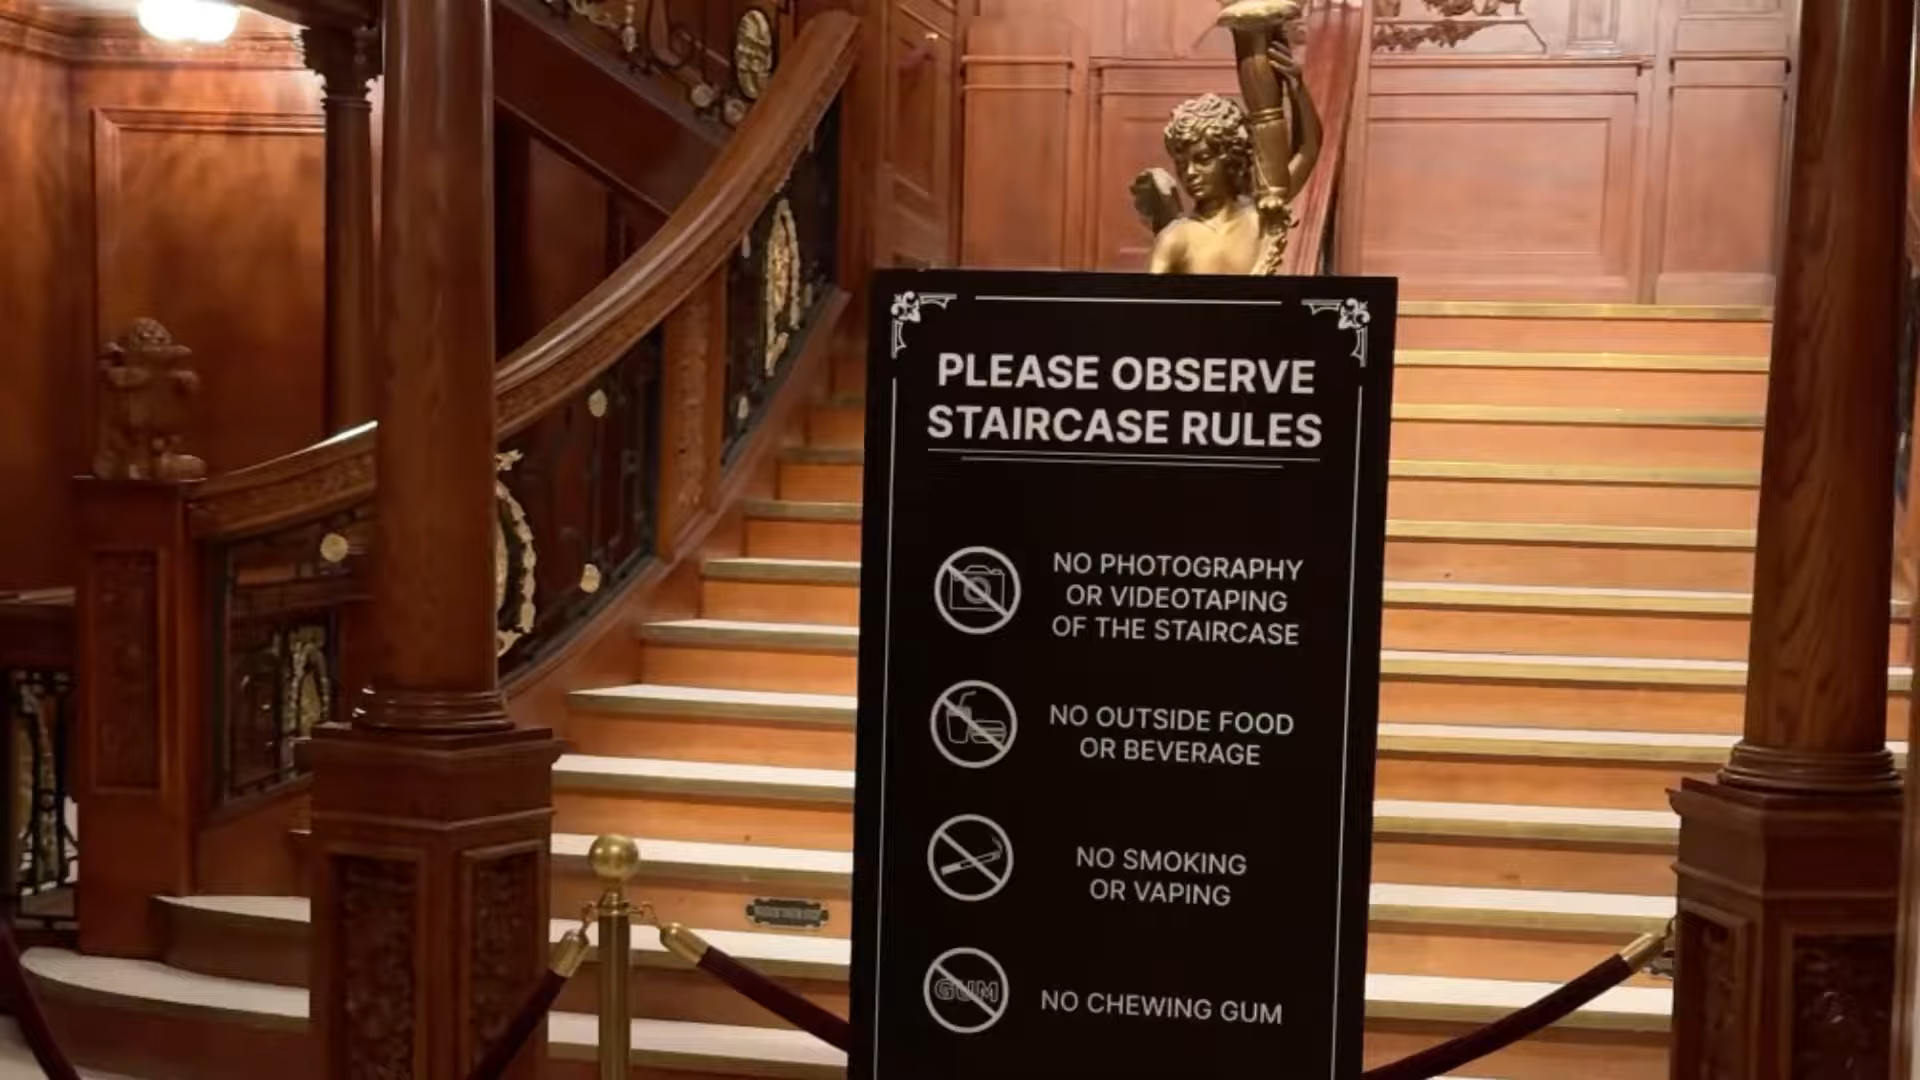 PLEASE OBSERVE
STAIRCASE RULES
NO PHOTOGRAPHY
OR VIDEOTAPING
OF THE STAIRCASE
NO OUTSIDE FOOD
OR BEVERAGE
NO SMOKING
OR VAPING
GUM
NO CHEWING GUM